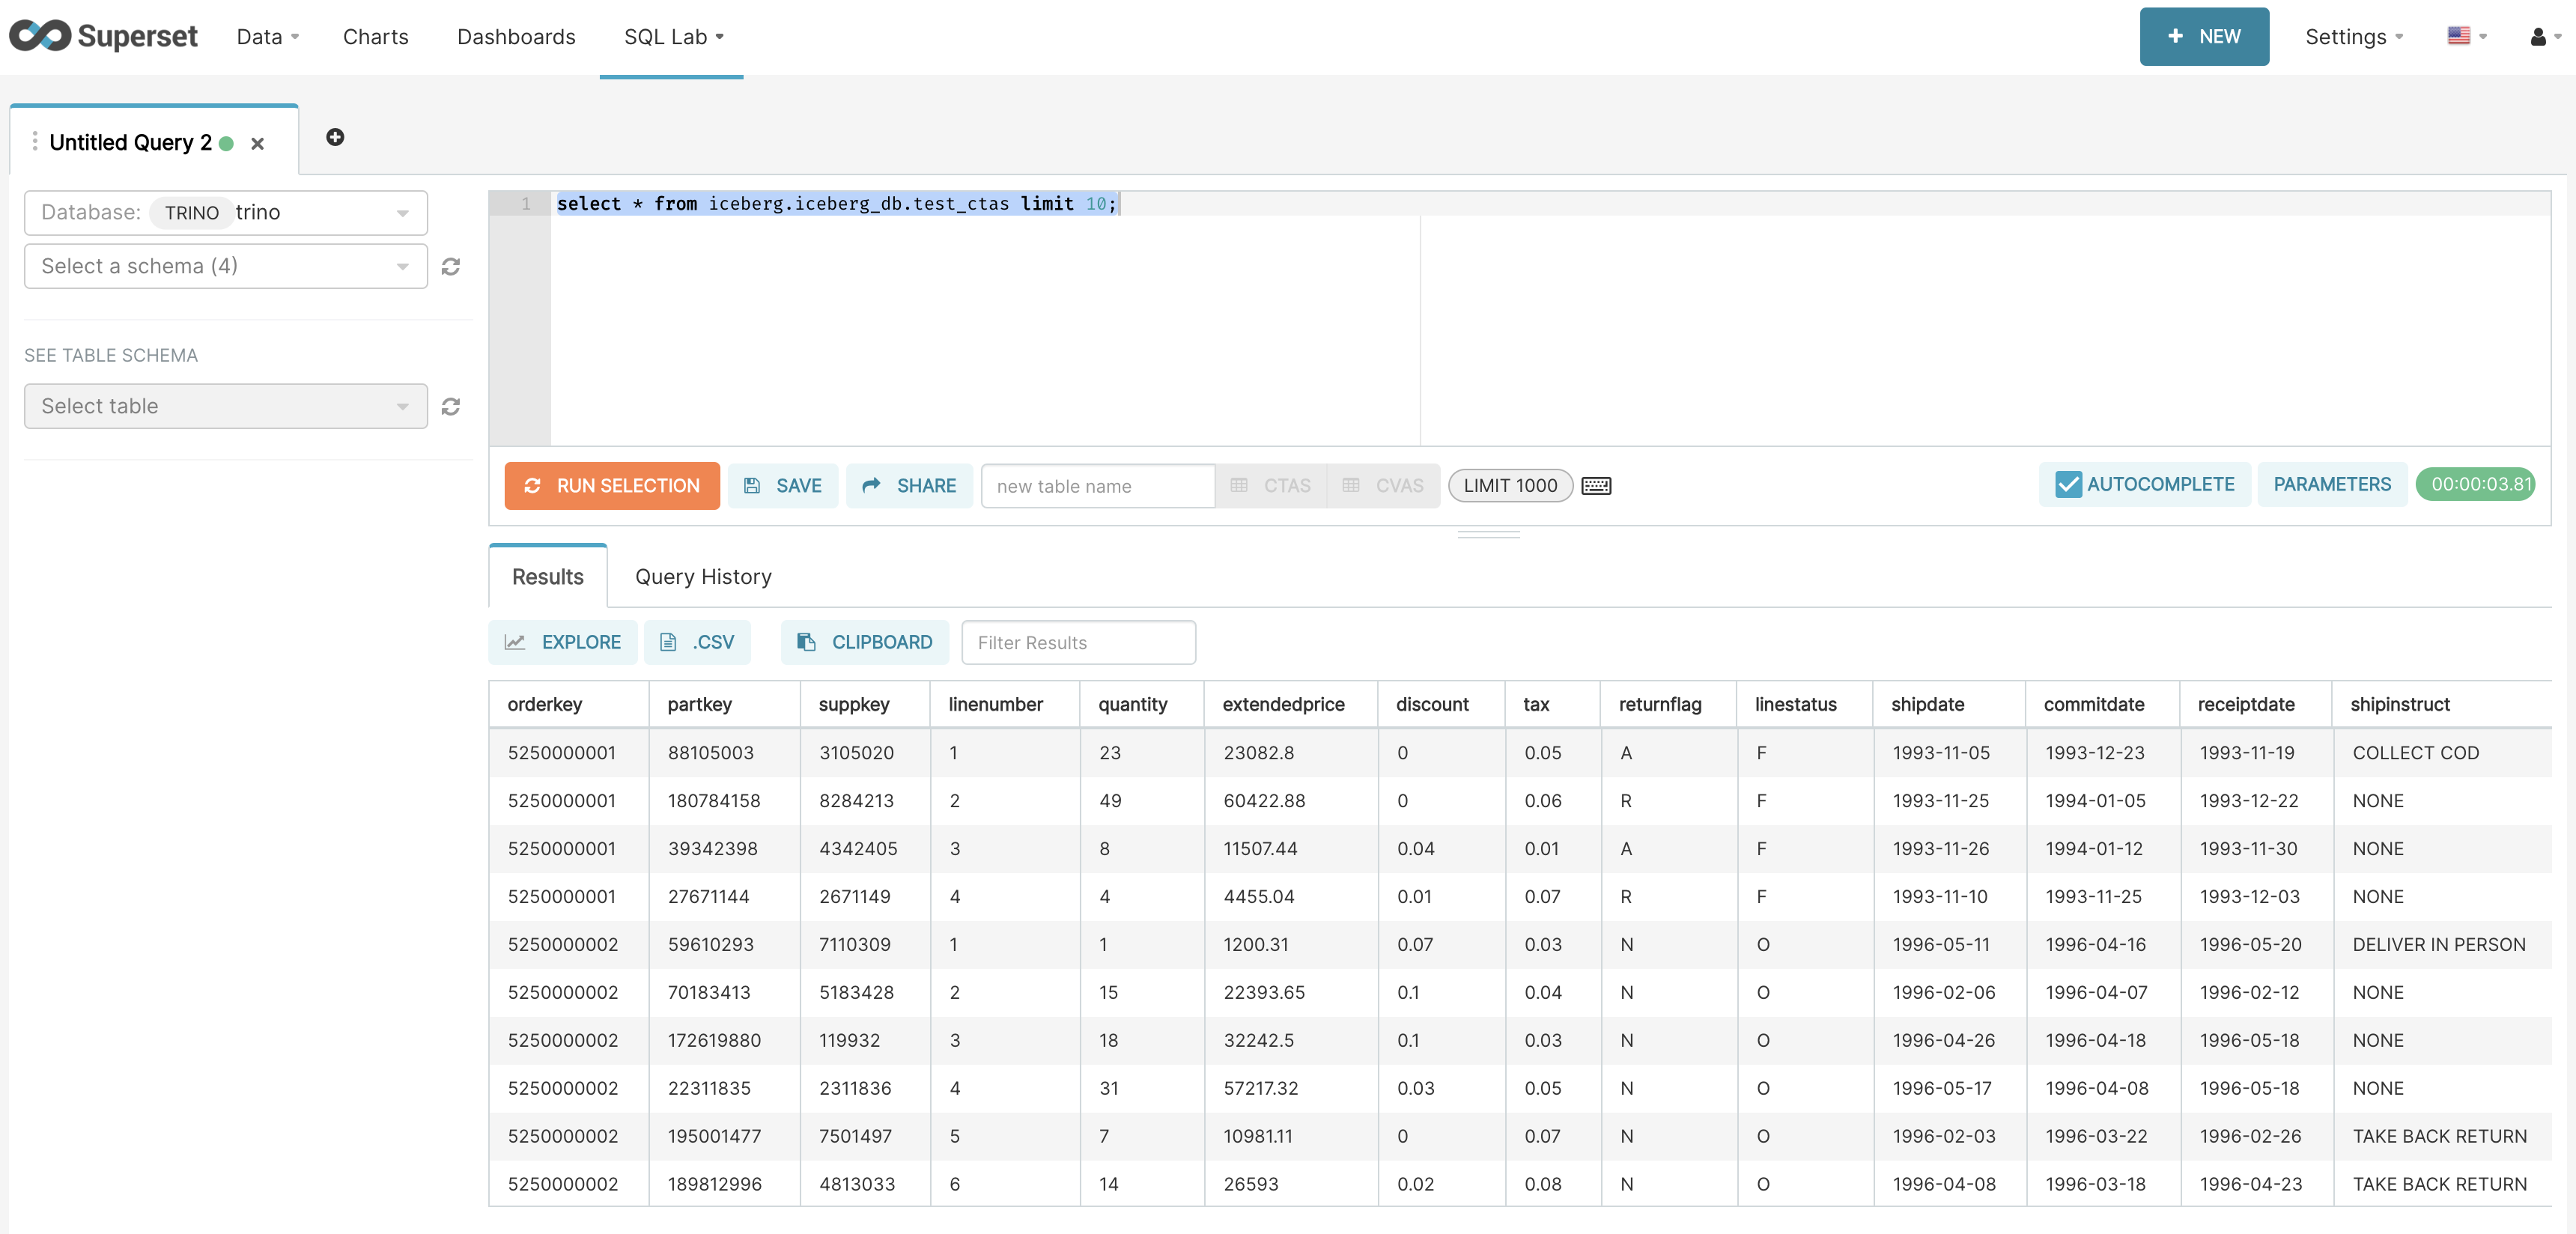 Superset Data Charts Dashboards SQL Lab + NEW Settings
Untitled Query 2
Database: TRINO trino
Select a schema (4)
SEE TABLE SCHEMA
Select table
1 select * from iceberg.iceberg_db.test_ctas limit 10;
RUN SELECTION SAVE SHARE new table name CTAS CVAS LIMIT 1000 AUTOCOMPLETE PARAMETERS 00:00:03.81
Results Query History
EXPLORE .CSV CLIPBOARD Filter Results
orderkey partkey suppkey linenumber quantity extendedprice discount tax returnflag linestatus shipdate commitdate receiptdate shipinstruct
5250000001 88105003 3105020 1 23 23082.8 0 0.05 A F 1993-11-05 1993-12-23 1993-11-19 COLLECT COD
5250000001 180784158 8284213 2 49 60422.88 0 0.06 R F 1993-11-25 1994-01-05 1993-12-22 NONE
5250000001 39342398 4342405 3 8 11507.44 0.04 0.01 A F 1993-11-26 1994-01-12 1993-11-30 NONE
5250000001 27671144 2671149 4 4 4455.04 0.01 0.07 R F 1993-11-10 1993-11-25 1993-12-03 NONE
5250000002 59610293 7110309 1 1 1200.31 0.07 0.03 N O 1996-05-11 1996-04-16 1996-05-20 DELIVER IN PERSON
5250000002 70183413 5183428 2 15 22393.65 0.1 0.04 N O 1996-02-06 1996-04-07 1996-02-12 NONE
5250000002 172619880 119932 3 18 32242.5 0.1 0.03 N O 1996-04-26 1996-04-18 1996-05-18 NONE
5250000002 22311835 2311836 4 31 57217.32 0.03 0.05 N O 1996-05-17 1996-04-08 1996-05-18 NONE
5250000002 195001477 7501497 5 7 10981.11 0 0.07 N O 1996-02-03 1996-03-22 1996-02-26 TAKE BACK RETURN
5250000002 189812996 4813033 6 14 26593 0.02 0.08 N O 1996-04-08 1996-03-18 1996-04-23 TAKE BACK RETURN